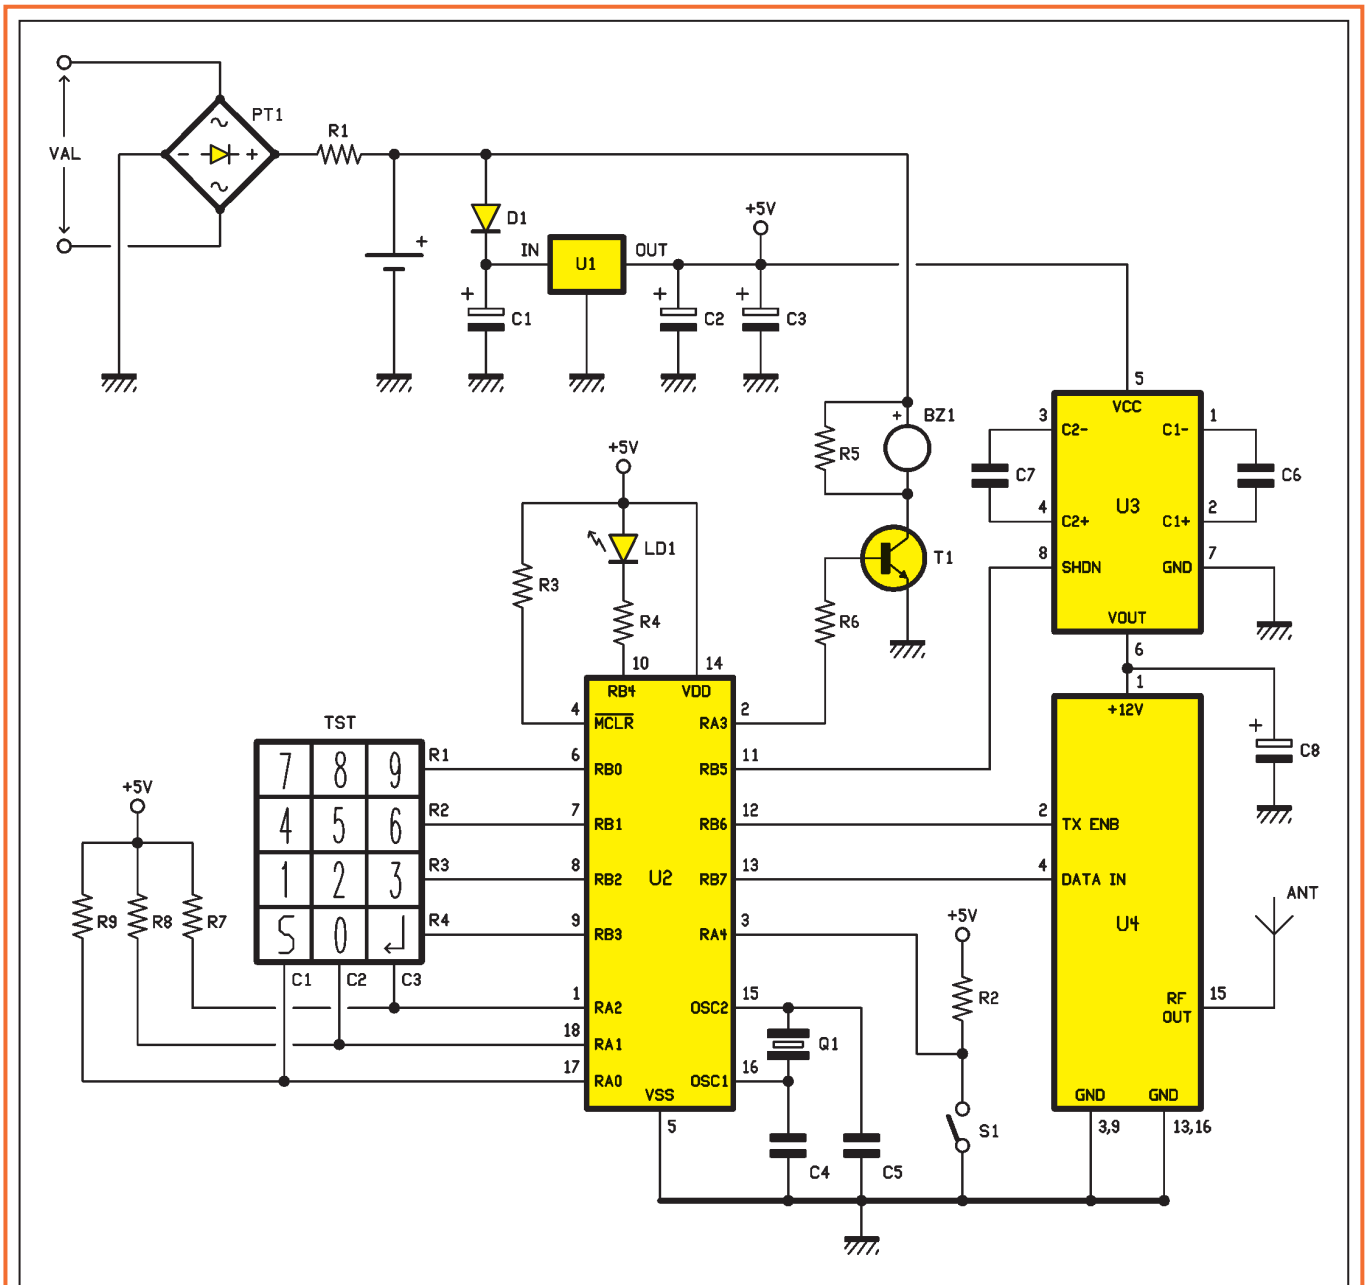 PT1
R1
VAL
~
- +
~
+5V
D1
IN U1 OUT
+
+ C1
+ C2
+ C3
5
VCC
3 C2- C1- 1
+ BZ1
R5
C7
C6
U3
4 C2+ C1+ 2
8 SHDN GND 7
VOUT
6
+5V
LD1
T1
R3
R4
R6
10 14
RB4 VDD
1
+12V
4 MCLR RA3 2
TST
7 8 9 R1
6 RB0 RB5 11
+ C8
+5V
4 5 6 R2
7 RB1 RB6 12
2 TX ENB
1 2 3 R3
8 RB2 U2 RB7 13
4 DATA IN
ANT
R9 R8 R7
S 0 ↵ R4
9 RB3 RA4 3
+5V
U4
C1 C2 C3
1 RA2 OSC2 15
R2
RF
OUT 15
18 RA1
Q1
17 RA0 OSC1 16
VSS
5
GND GND
3,9 13,16
S1
C4 C5